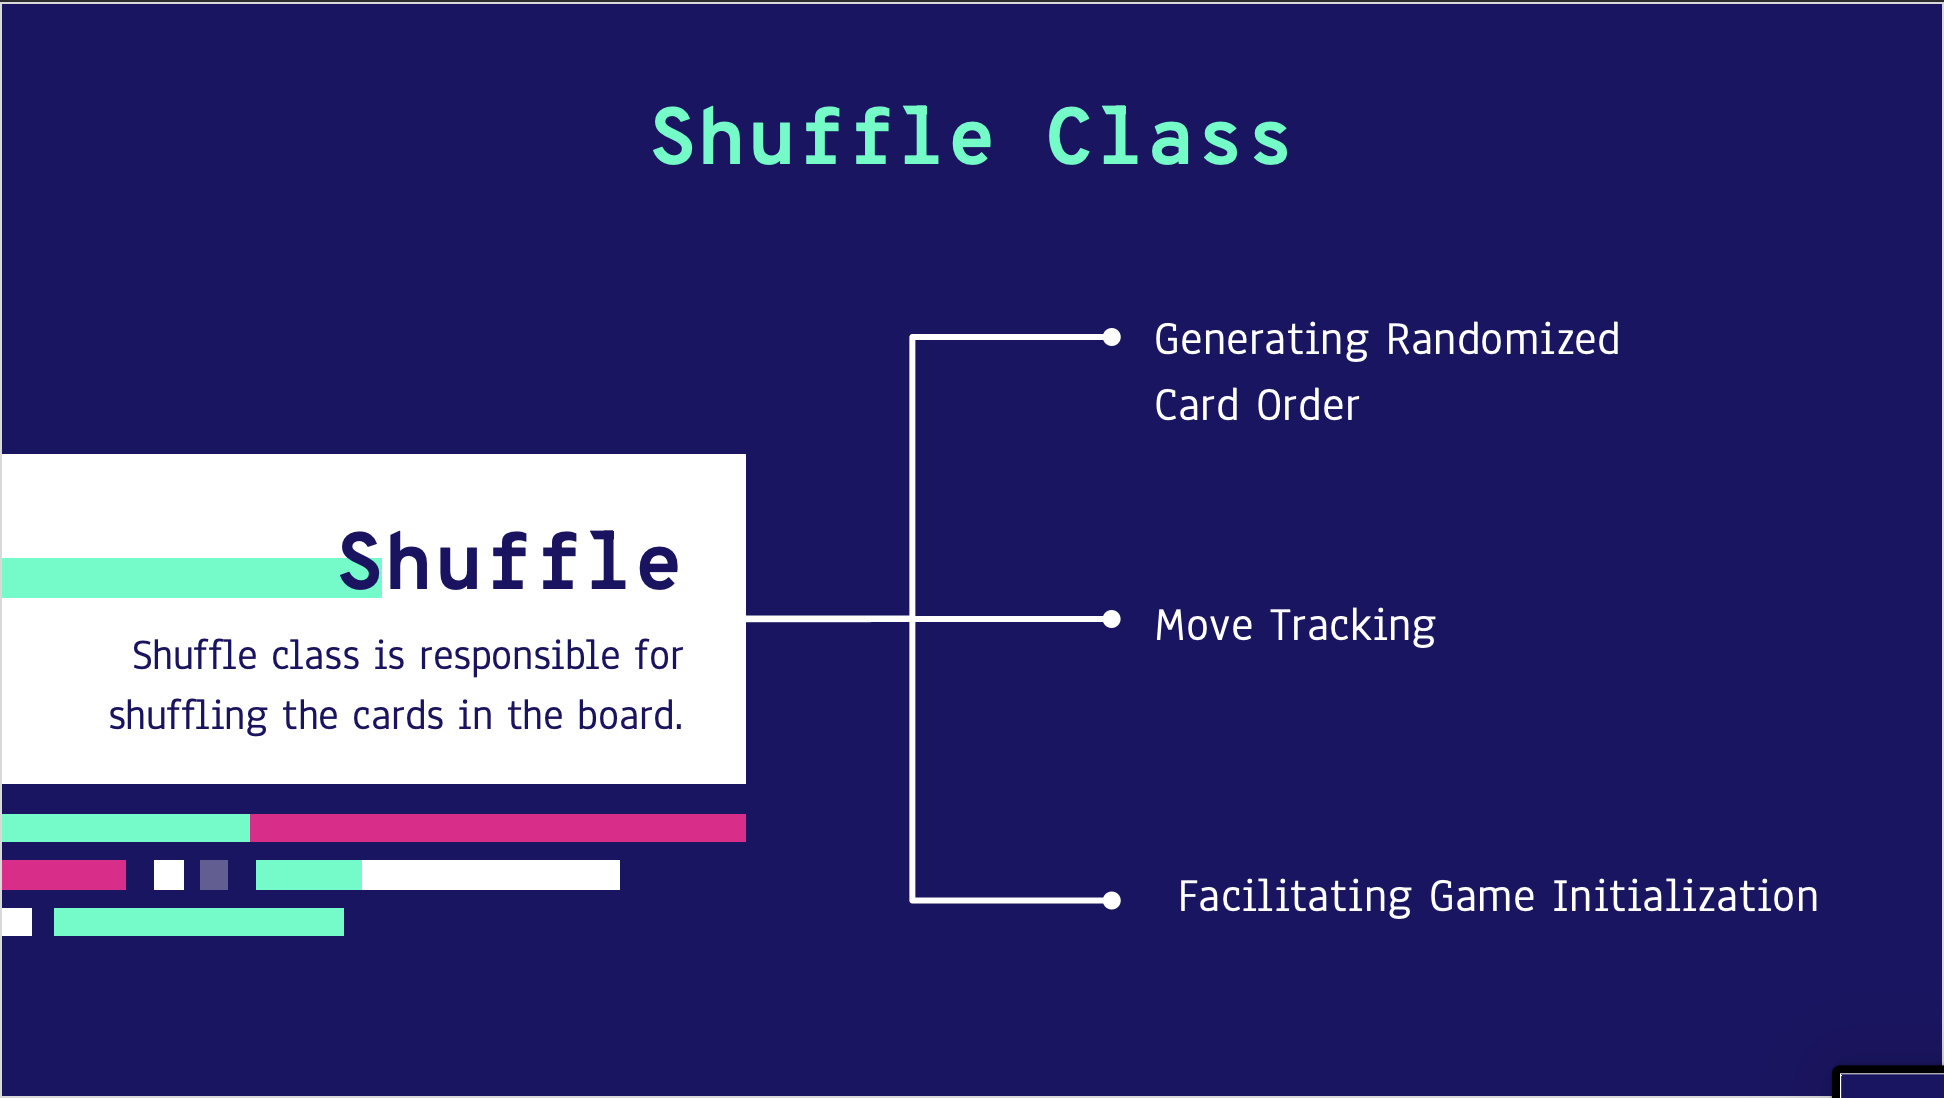 Shuffle Class
Shuffle
Shuffle class is responsible for
shuffling the cards in the board.
Generating Randomized
Card Order
Move Tracking
Facilitating Game Initialization